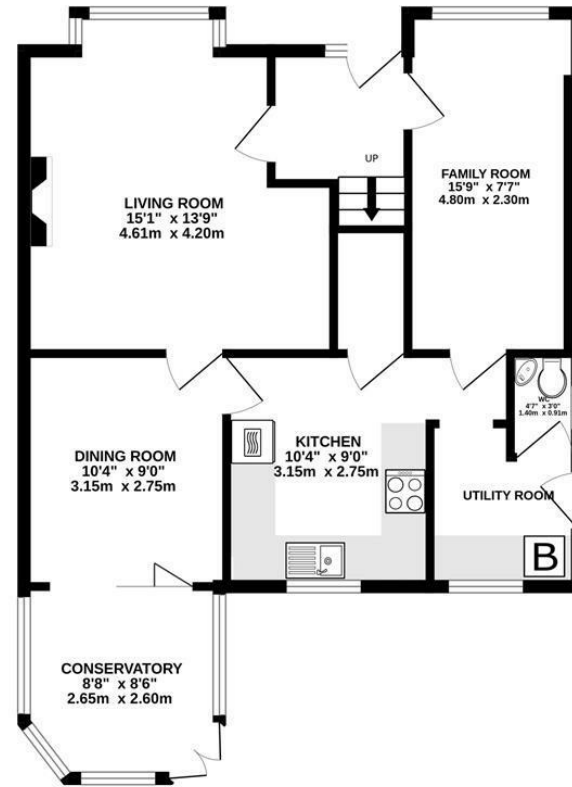 UP
FAMILY ROOM
15'9" x 7'7"
4.80m x 2.30m
LIVING ROOM
15'1" x 13'9"
4.61m x 4.20m
WC
4'7" x 3'0"
1.40m x 0.91m
DINING ROOM
10'4" x 9'0"
3.15m x 2.75m
KITCHEN
10'4" x 9'0"
3.15m x 2.75m
UTILITY ROOM
B
CONSERVATORY
8'8" x 8'6"
2.65m x 2.60m